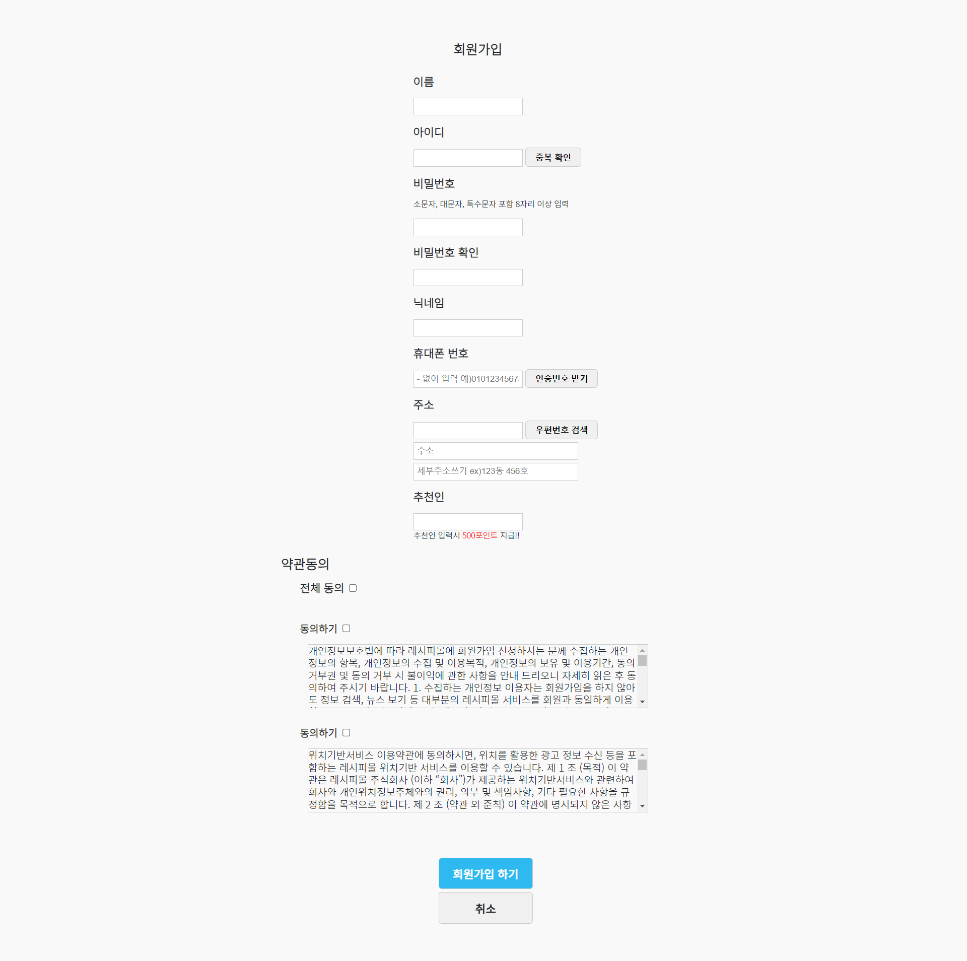 회원가입
이름
아이디
중복 확인
비밀번호
소문자, 대문자, 특수문자 포함 8자리 이상 입력
비밀번호 확인
닉네임
휴대폰 번호
- 없이 입력 예)0101234567
인증번호 받기
주소
우편번호 검색
주소
세부주소쓰기 ex)123동 456호
추천인
추천인 입력시 500포인트 지급!!
약관동의
전체 동의
동의하기
개인정보보호법에 따라 레시피몰에 회원가입 신청하시는 분께 수집하는 개인
정보의 항목, 개인정보의 수집 및 이용목적, 개인정보의 보유 및 이용기간, 동의
거부권 및 동의 거부 시 불이익에 관한 사항을 안내 드리오니 자세히 읽은 후 동
의하여 주시기 바랍니다. 1. 수집하는 개인정보 이용자는 회원가입을 하지 않아
도 정보 검색, 뉴스 보기 등 대부분의 레시피몰 서비스를 회원과 동일하게 이용
동의하기
위치기반서비스 이용약관에 동의하시면, 위치를 활용한 광고 정보 수신 등을 포
함하는 레시피몰 위치기반 서비스를 이용할 수 있습니다. 제 1 조 (목적) 이 약
관은 레시피몰 주식회사 (이하 “회사”)가 제공하는 위치기반서비스와 관련하여
회사와 개인위치정보주체와의 권리, 의무 및 책임사항, 기타 필요한 사항을 규
정함을 목적으로 합니다. 제 2 조 (약관 외 준칙) 이 약관에 명시되지 않은 사항
회원가입 하기
취소